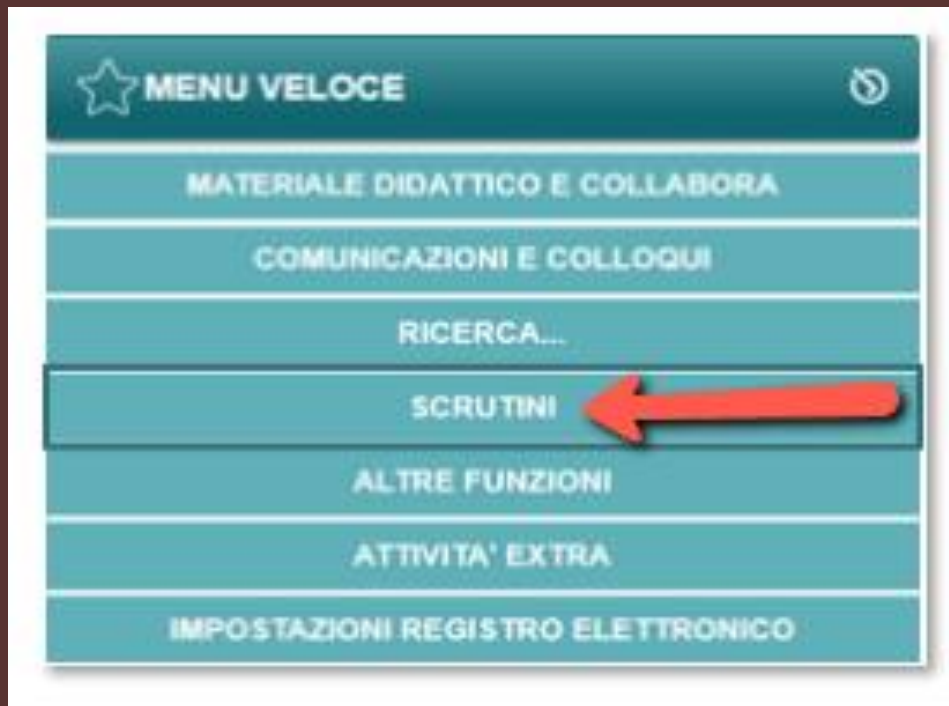 MENU VELOCE
MATERIALE DIDATTICO E COLLABORA
COMUNICAZIONI E COLLOQUI
RICERCA...
SCRUTINI
ALTRE FUNZIONI
ATTIVITA' EXTRA
IMPOSTAZIONI REGISTRO ELETTRONICO